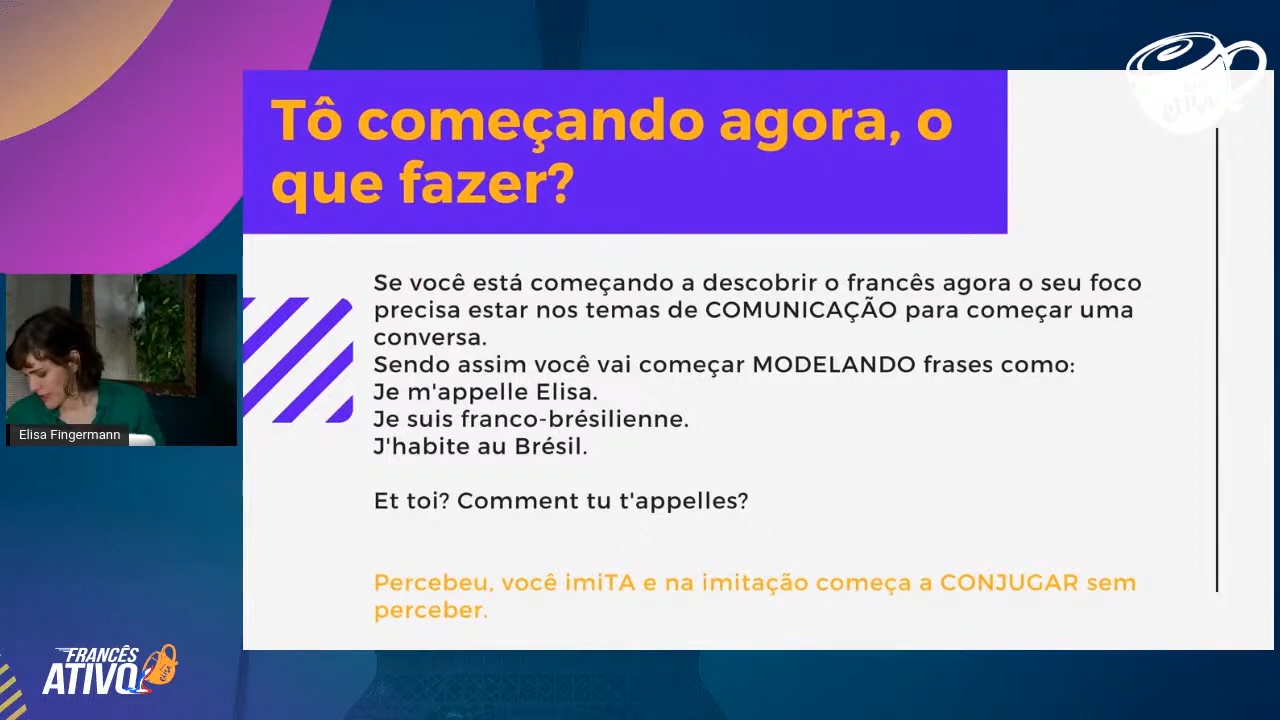 Tô começando agora, o
que fazer?
Se você está começando a descobrir o francês agora o seu foco
precisa estar nos temas de COMUNICAÇÃO para começar uma
conversa.
Sendo assim você vai começar MODELANDO frases como:
Je m'appelle Elisa.
Je suis franco-brésilienne.
J'habite au Brésil.
Et toi? Comment tu t'appelles?
Percebeu, você imiTA e na imitação começa a CONJUGAR sem
perceber.
Elisa Fingermann
FRANCÊS
ATIVO